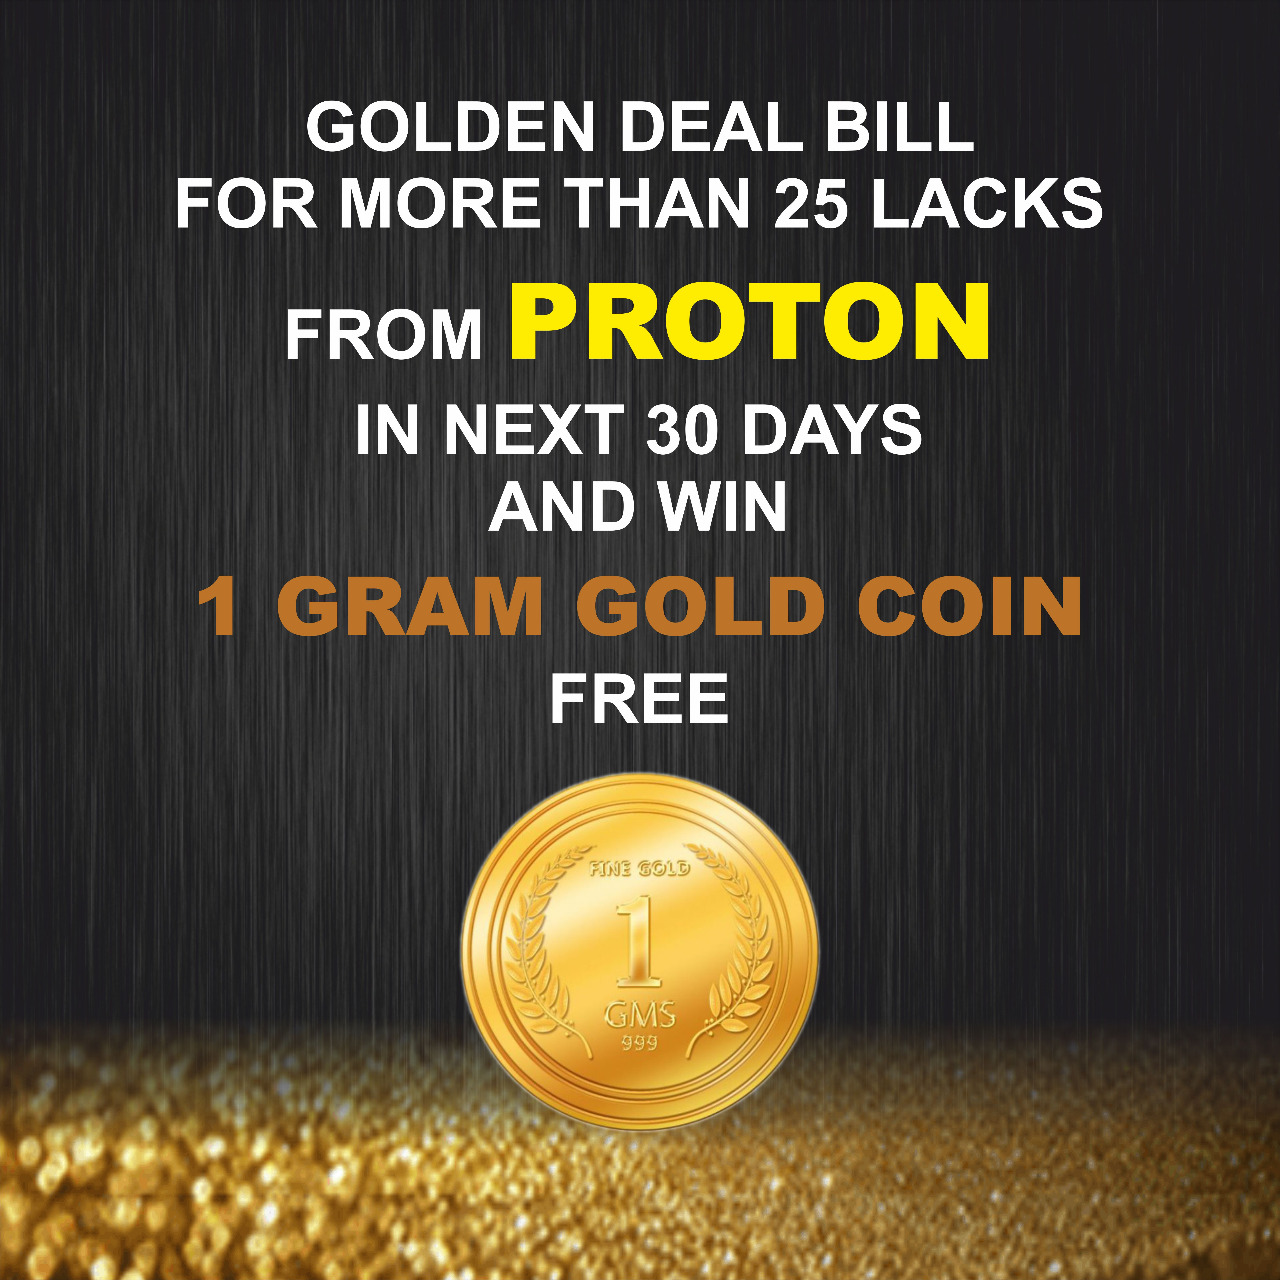 GOLDEN DEAL BILL
FOR MORE THAN 25 LACKS
FROM PROTON
IN NEXT 30 DAYS
AND WIN
1 GRAM GOLD COIN
FREE
FINE GOLD
1
GMS
999